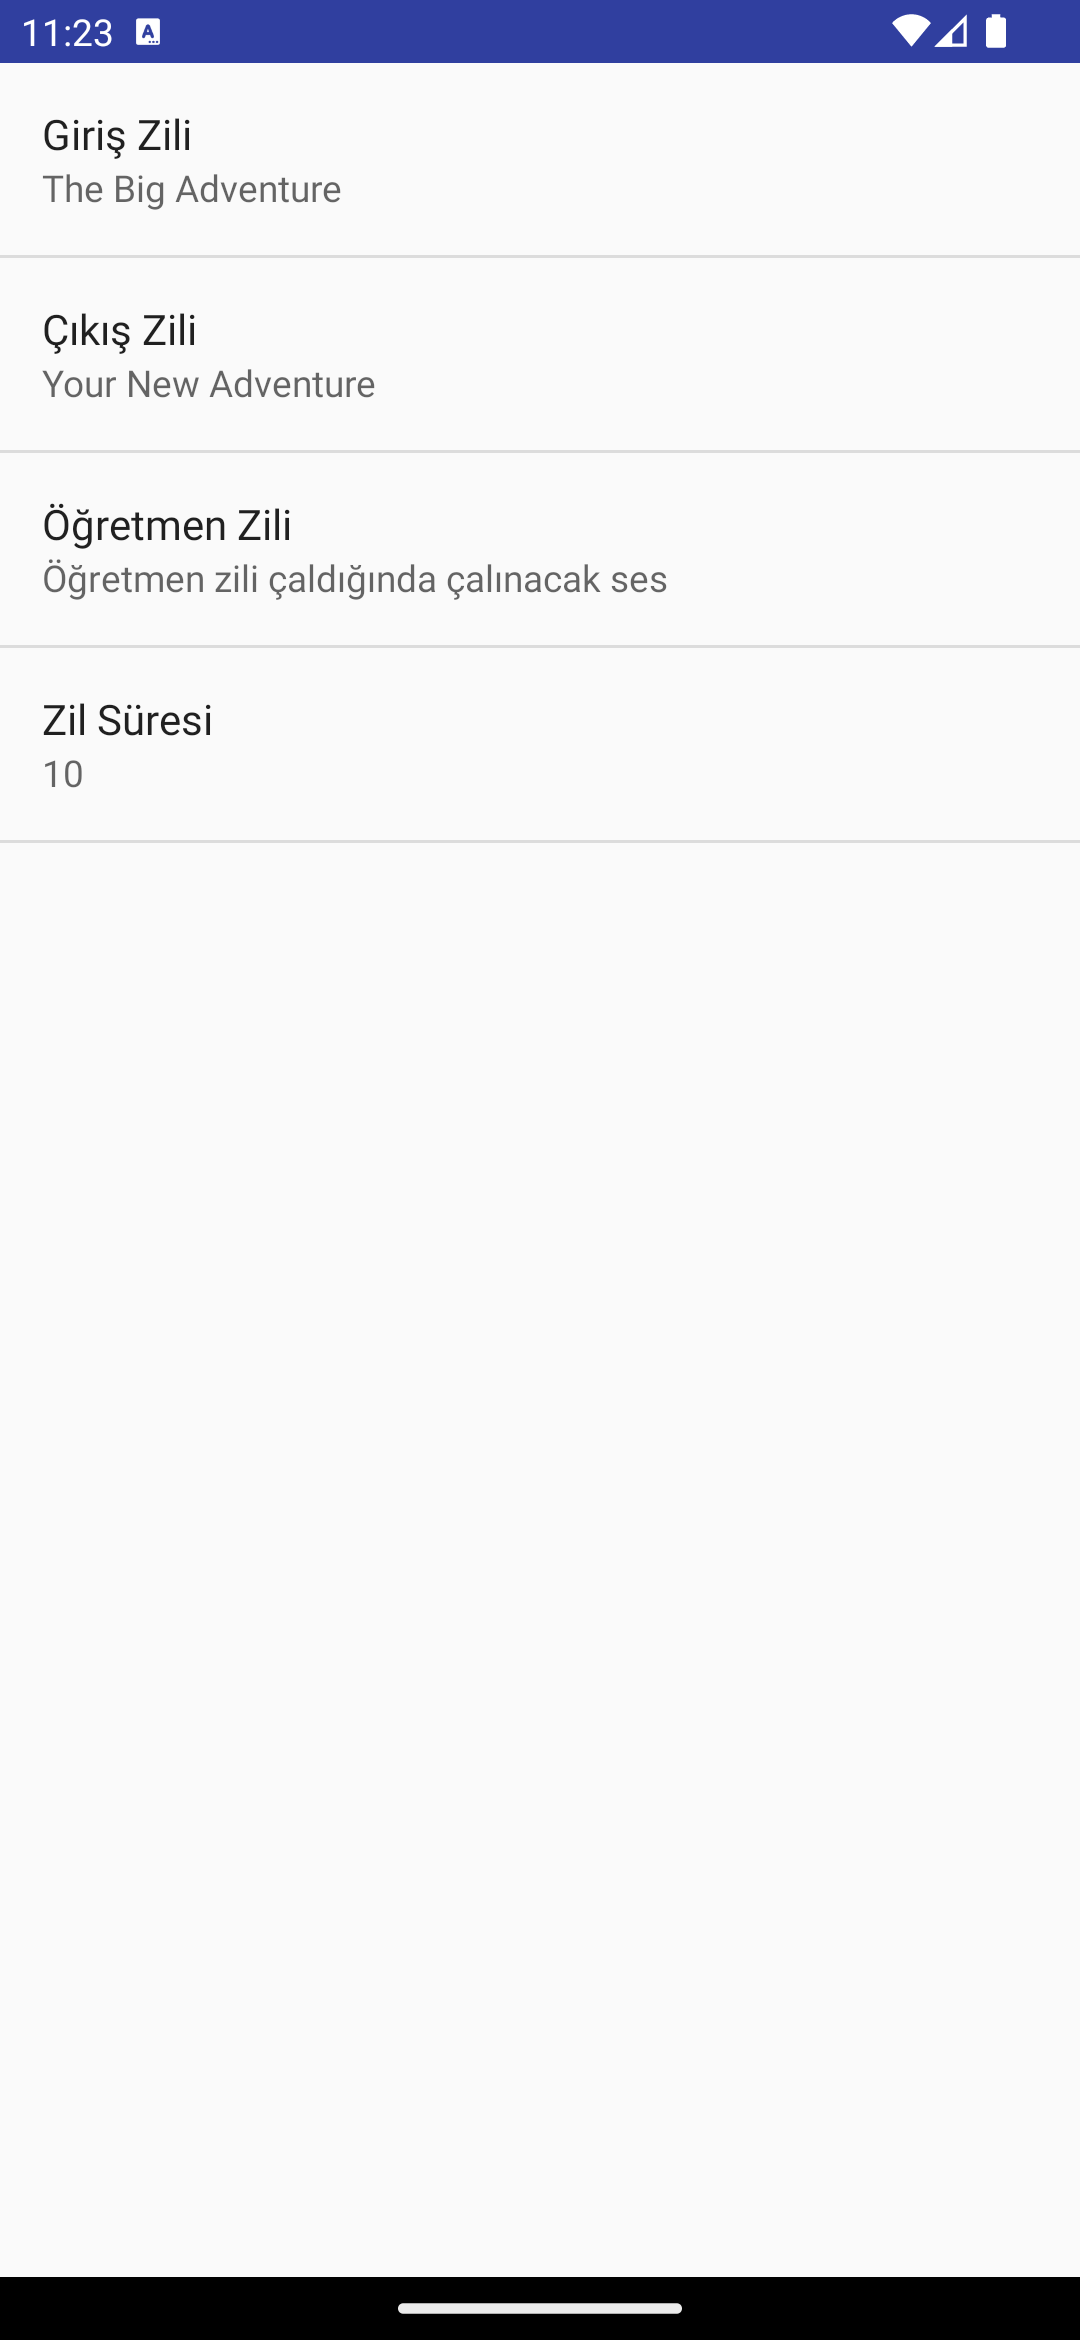 11:23
Giriş Zili
The Big Adventure
Çıkış Zili
Your New Adventure
Öğretmen Zili
Öğretmen zili çaldığında çalınacak ses
Zil Süresi
10